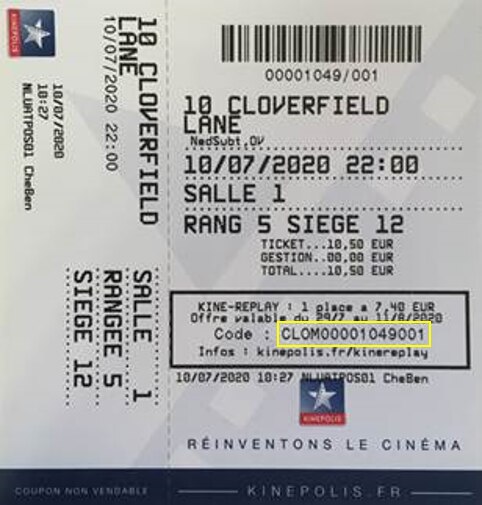 KINEPOLIS
10/07/2020
10:27
NLUATPOS01 CheBen
10 CLOVERFIELD
LANE
10/07/2020 22:00
SALLE 1
RANGEE 5
SIEGE 12
COUPON NON VENDABLE
00001049/001
10 CLOVERFIELD
LANE
NedSubt,OV
10/07/2020 22:00
SALLE 1
RANG 5 SIEGE 12
TICKET...10,50 EUR
GESTION..00,00 EUR
TOTAL....10,50 EUR
KINE-REPLAY : 1 place a 7,40 EUR
Offre valable du 29/7 au 11/8/2020
Code : CLOM00001049001
Infos : kinepolis.fr/kinereplay
10/07/2020 10:27 NLUATPOS01 CheBen
KINEPOLIS
RÉINVENTONS LE CINÉMA
KINEPOLIS.FR